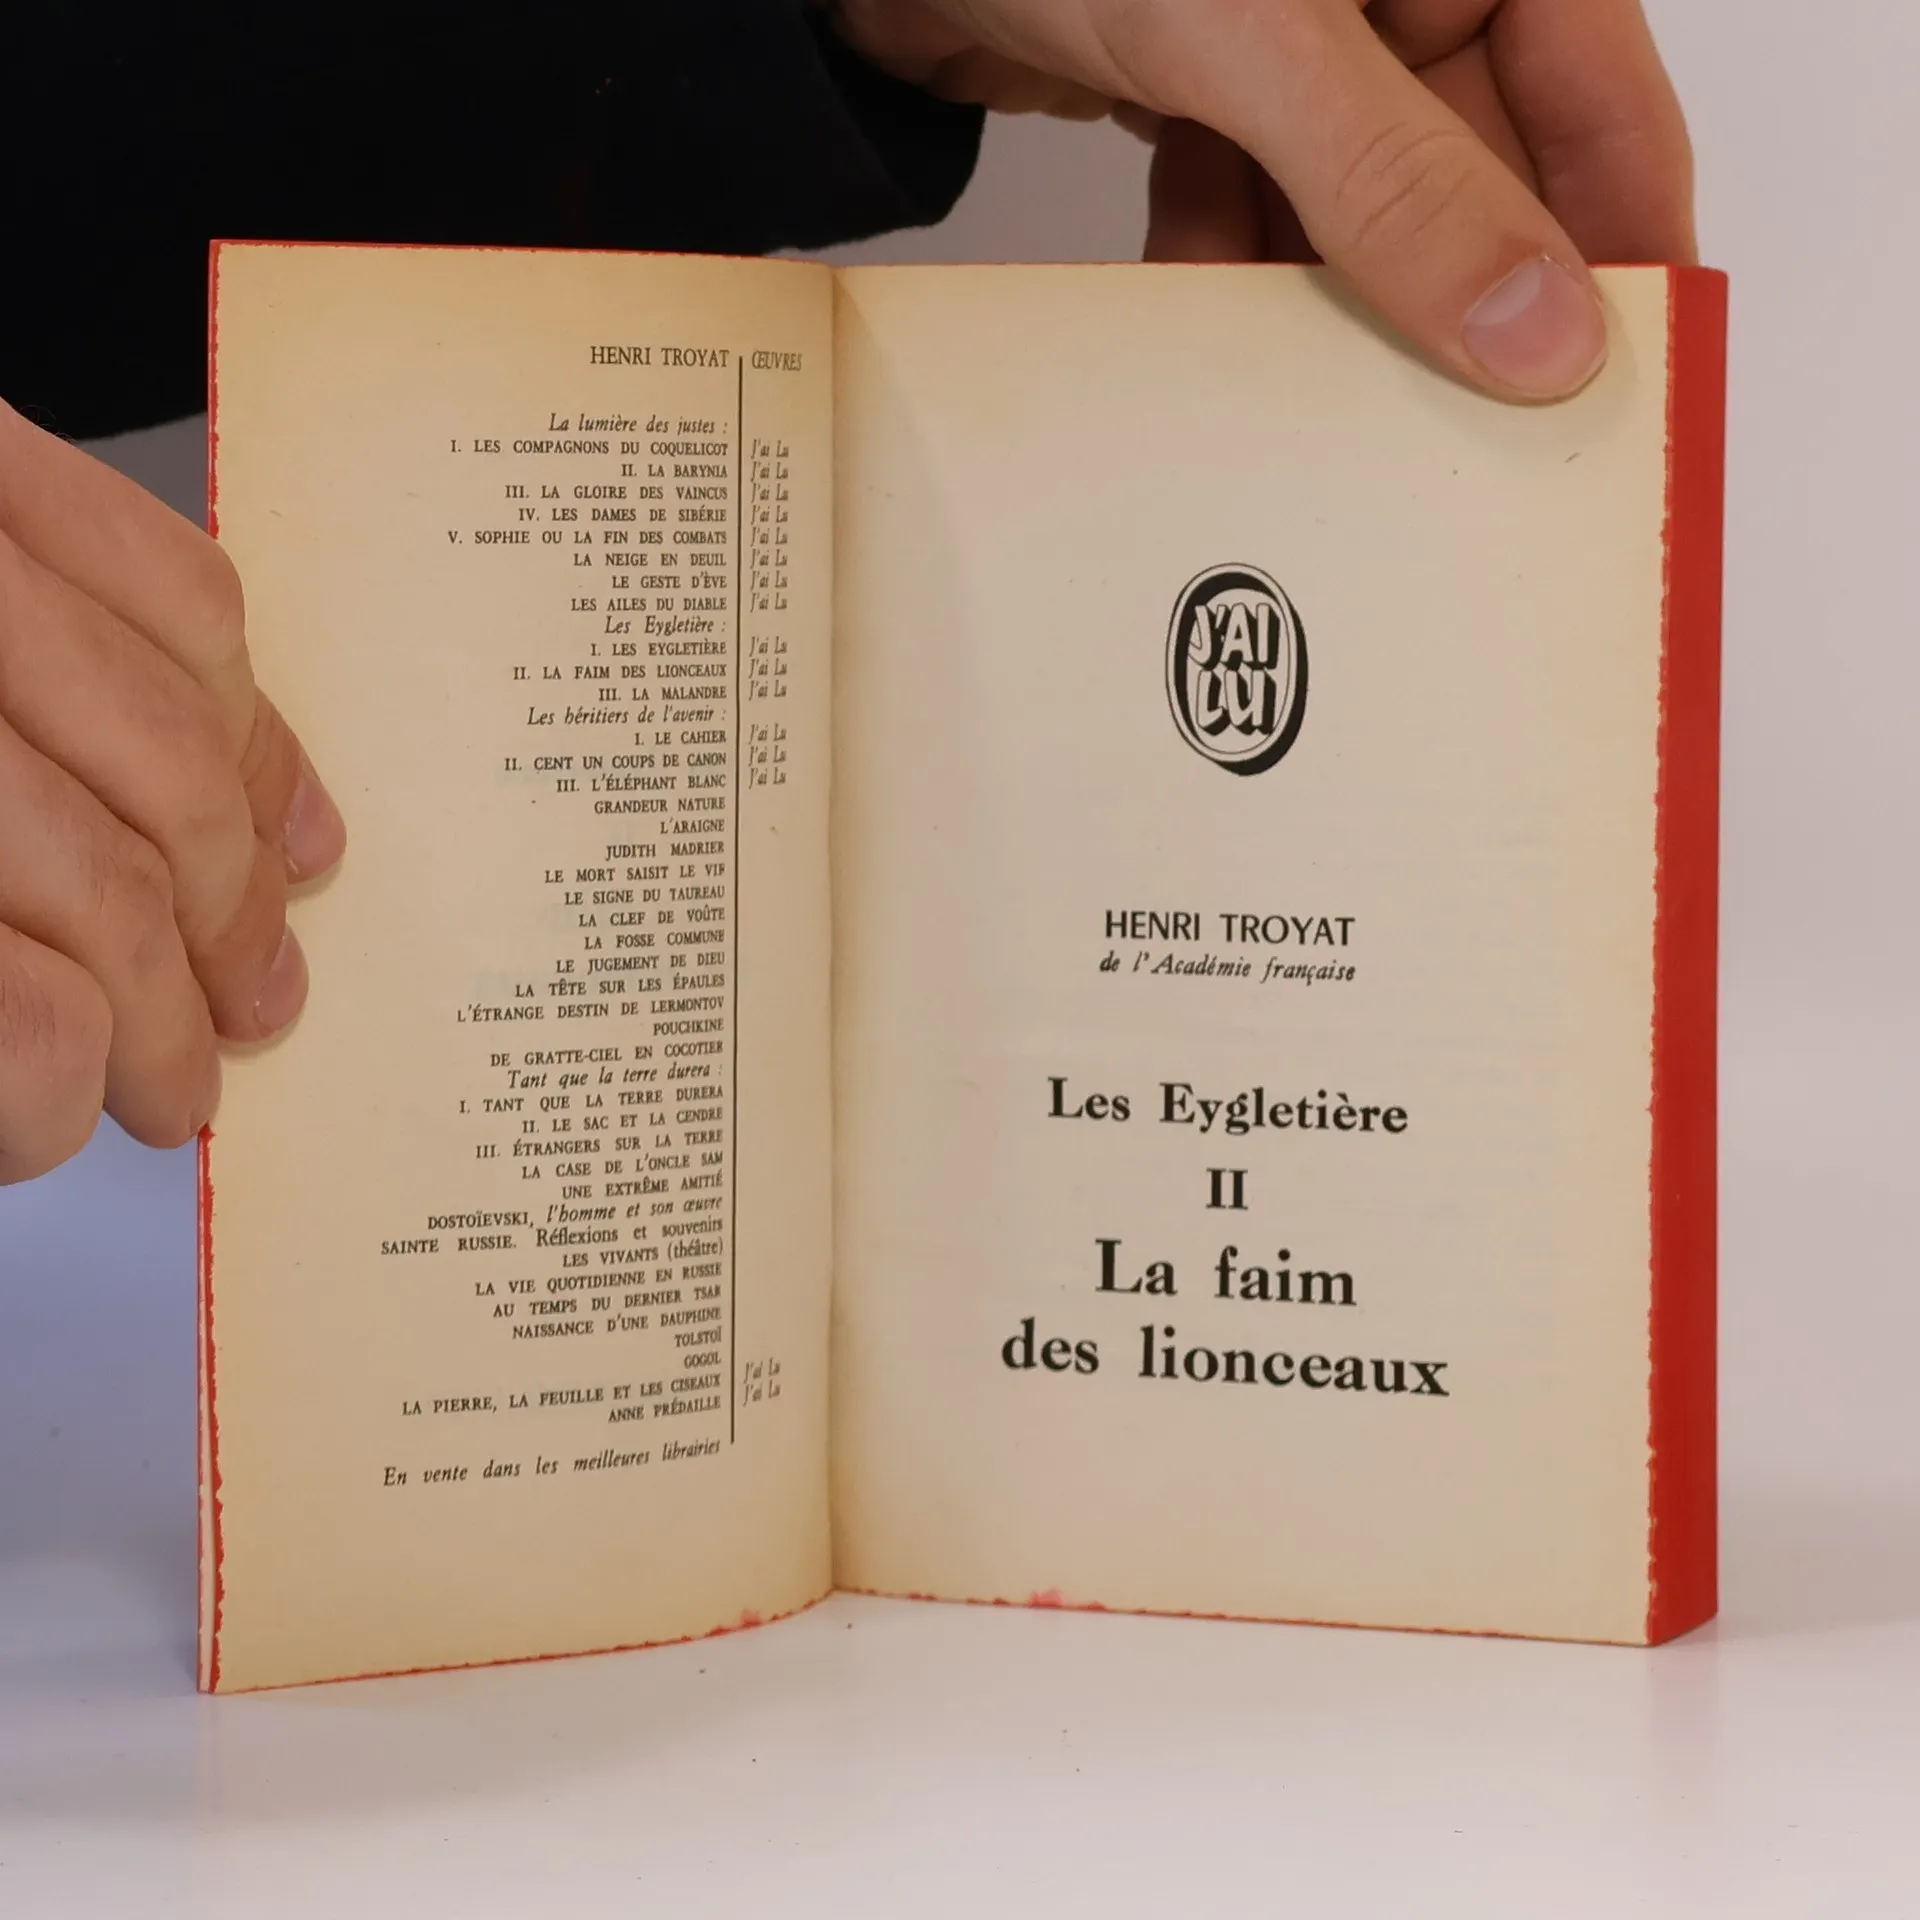 HENRI TROYAT ŒUVRES
La lumière des justes :
I. LES COMPAGNONS DU COQUELICOT J'ai Lu
II. LA BARYNIA J'ai Lu
III. LA GLOIRE DES VAINCUS J'ai Lu
IV. LES DAMES DE SIBÉRIE J'ai Lu
V. SOPHIE OU LA FIN DES COMBATS J'ai Lu
LA NEIGE EN DEUIL J'ai Lu
LE GESTE D'ÈVE J'ai Lu
LES AILES DU DIABLE J'ai Lu
Les Eygletière :
I. LES EYGLETIÈRE J'ai Lu
II. LA FAIM DES LIONCEAUX J'ai Lu
III. LA MALANDRE J'ai Lu
Les héritiers de l'avenir :
I. LE CAHIER J'ai Lu
II. CENT UN COUPS DE CANON J'ai Lu
III. L'ÉLÉPHANT BLANC J'ai Lu
GRANDEUR NATURE
L'ARAIGNE
JUDITH MADRIER
LE MORT SAISIT LE VIF
LE SIGNE DU TAUREAU
LA CLEF DE VOÛTE
LA FOSSE COMMUNE
LE JUGEMENT DE DIEU
LA TÊTE SUR LES ÉPAULES
L'ÉTRANGE DESTIN DE LERMONTOV
POUCHKINE
DE GRATTE-CIEL EN COCOTIER
Tant que la terre durera :
I. TANT QUE LA TERRE DURERA
II. LE SAC ET LA CENDRE
III. ÉTRANGERS SUR LA TERRE
LA CASE DE L'ONCLE SAM
UNE EXTRÊME AMITIÉ
DOSTOÏEVSKI, l'homme et son œuvre
SAINTE RUSSIE. Réflexions et souvenirs
LES VIVANTS (théâtre)
LA VIE QUOTIDIENNE EN RUSSIE
AU TEMPS DU DERNIER TSAR
NAISSANCE D'UNE DAUPHINE
TOLSTOÏ
GOGOL
LA PIERRE, LA FEUILLE ET LES CISEAUX J'ai Lu
ANNE PRÉDAILLE J'ai Lu
En vente dans les meilleures librairies
J'AI
LU
HENRI TROYAT
de l'Académie française
Les Eygletière
II
La faim
des lionceaux